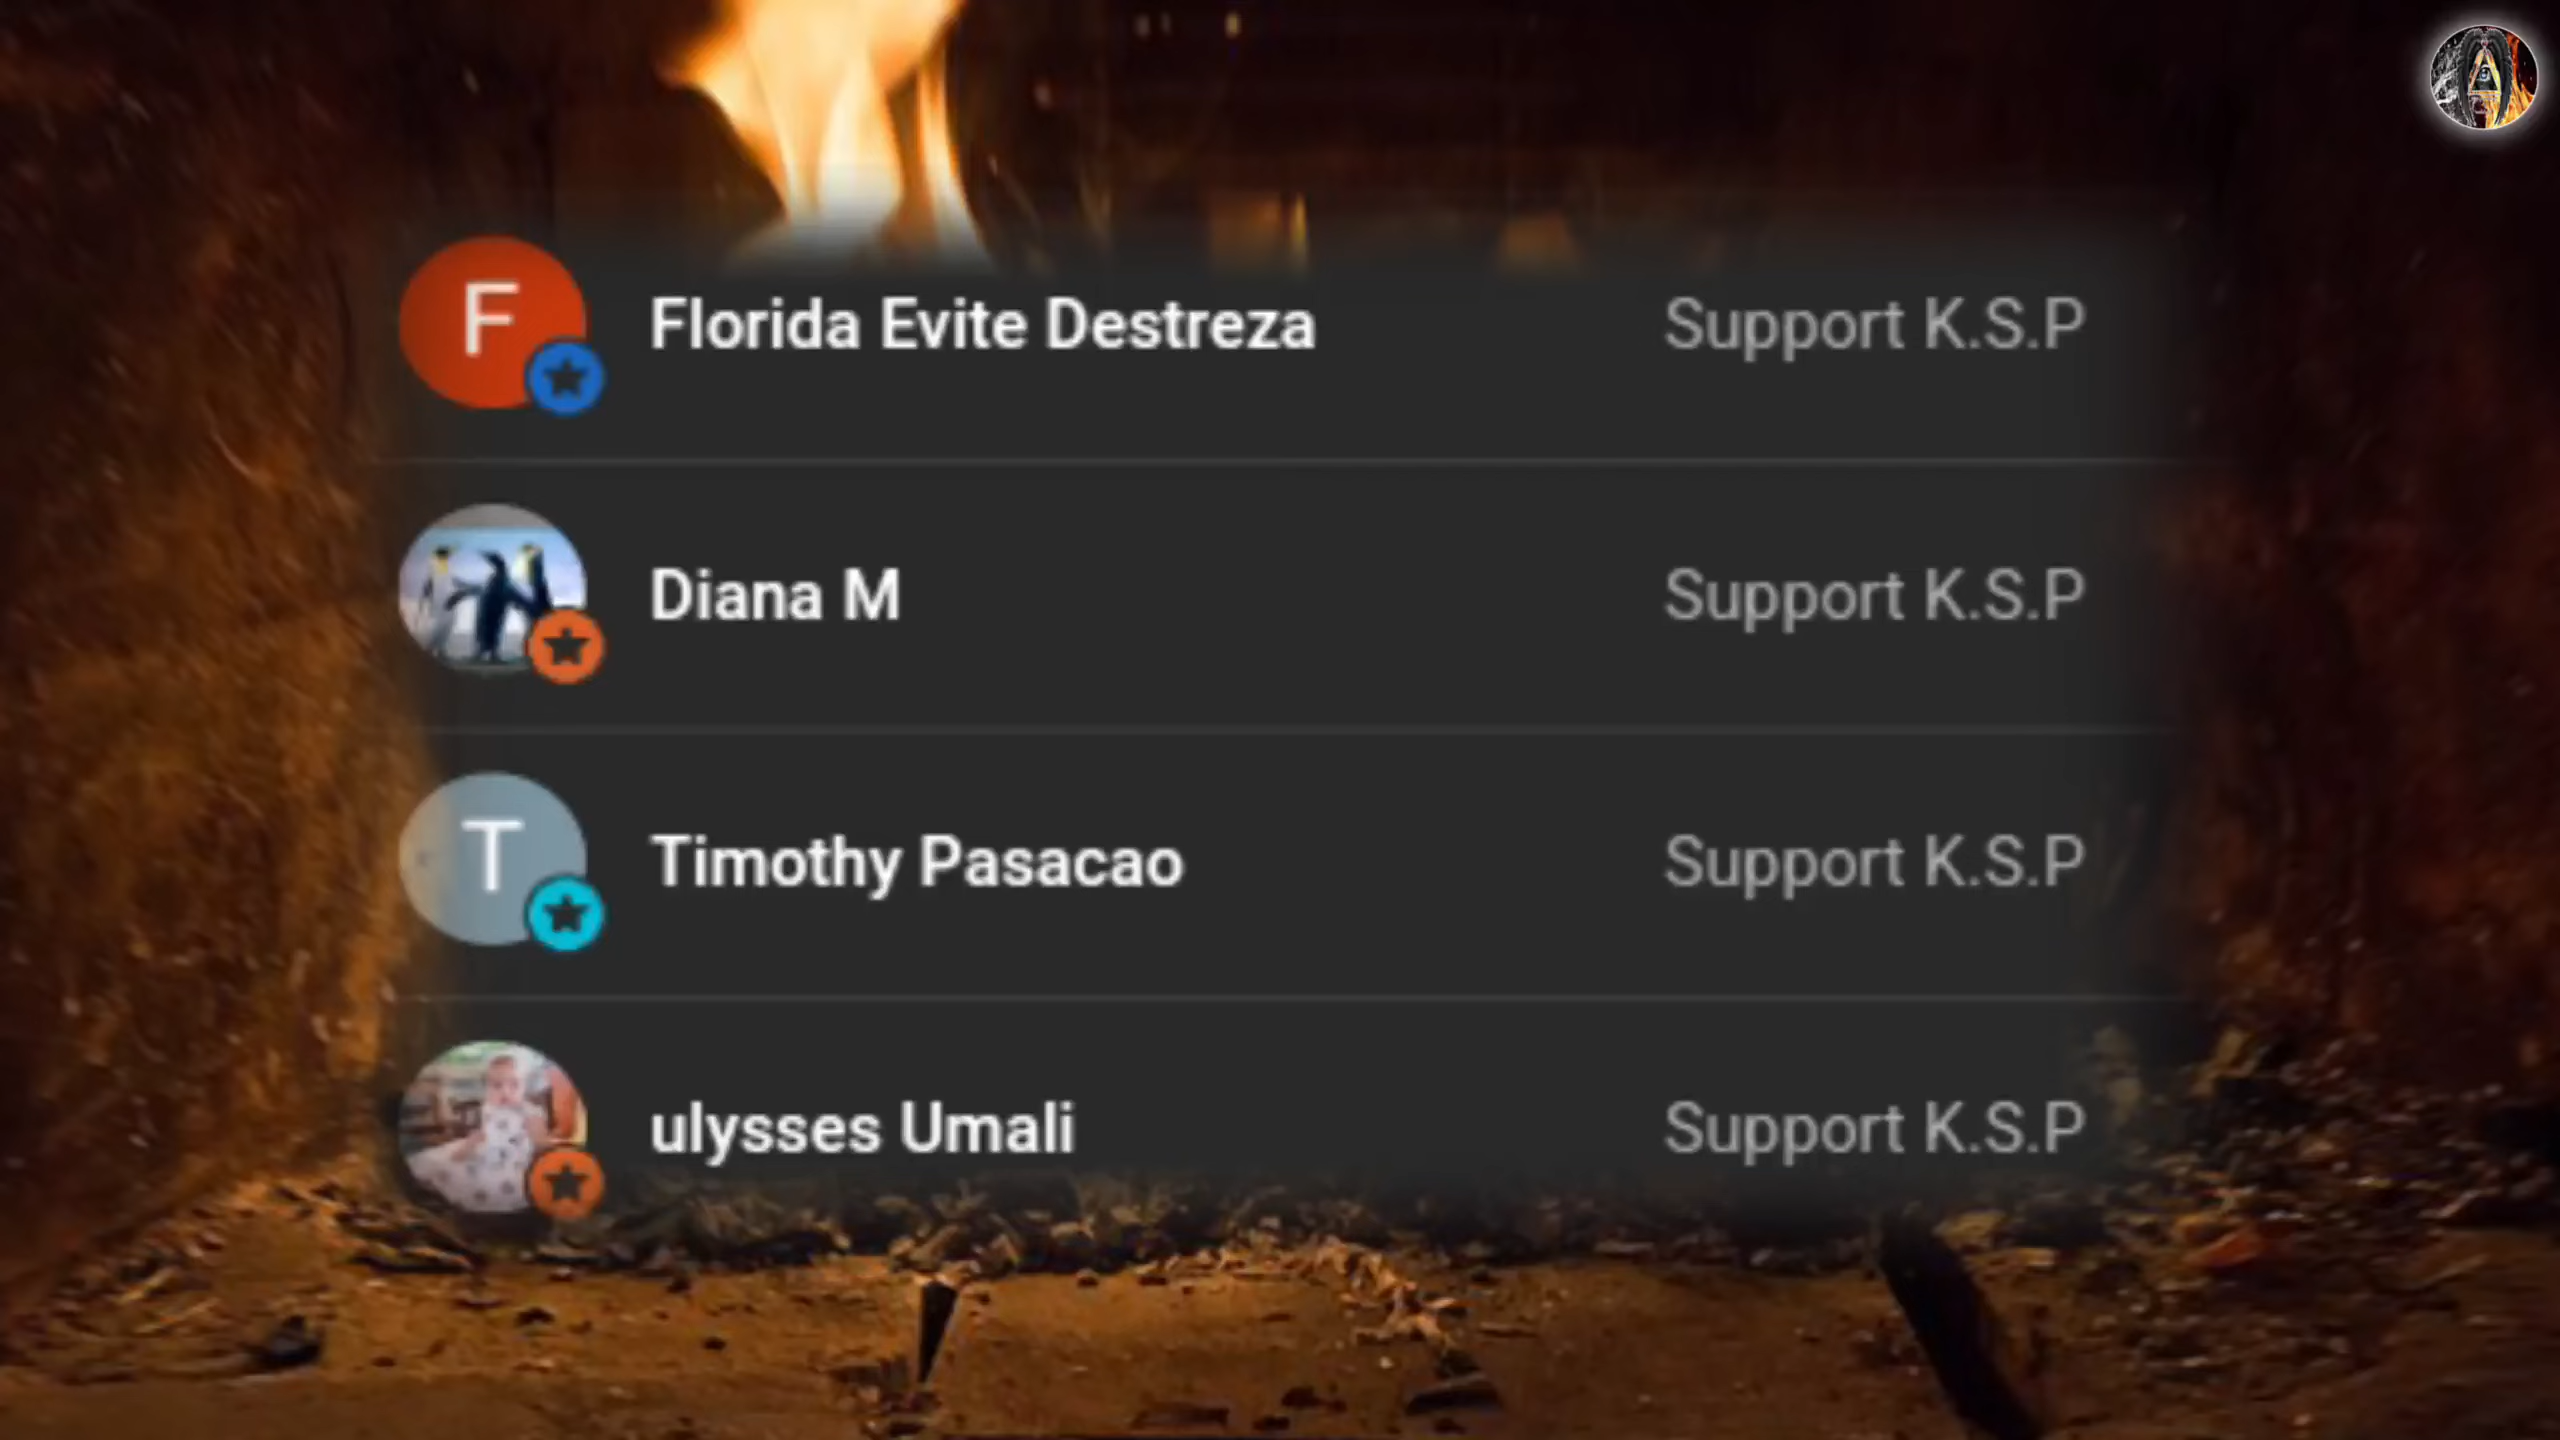 F Florida Evite Destreza Support K.S.P
Diana M Support K.S.P
T Timothy Pasacao Support K.S.P
ulysses Umali Support K.S.P